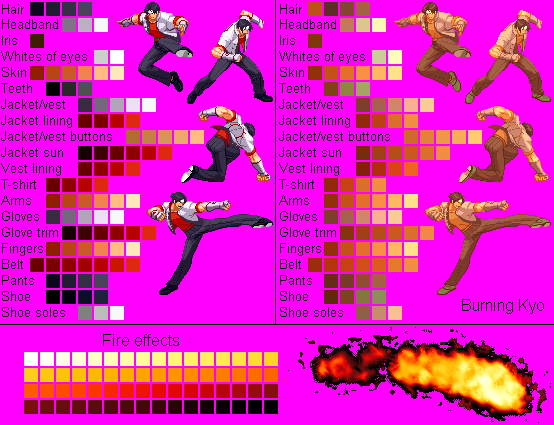 Hair
Headband
Iris
Whites of eyes
Skin
Teeth
Jacket/vest
Jacket lining
Jacket/vest buttons
Jacket sun
Vest lining
T-shirt
Arms
Gloves
Glove trim
Fingers
Belt
Pants
Shoe
Shoe soles
Hair
Headband
Iris
Whites of eyes
Skin
Teeth
Jacket/vest
Jacket lining
Jacket/vest buttons
Jacket sun
Vest lining
T-shirt
Arms
Gloves
Glove trim
Fingers
Belt
Pants
Shoe
Shoe soles
Burning Kyo
Fire effects